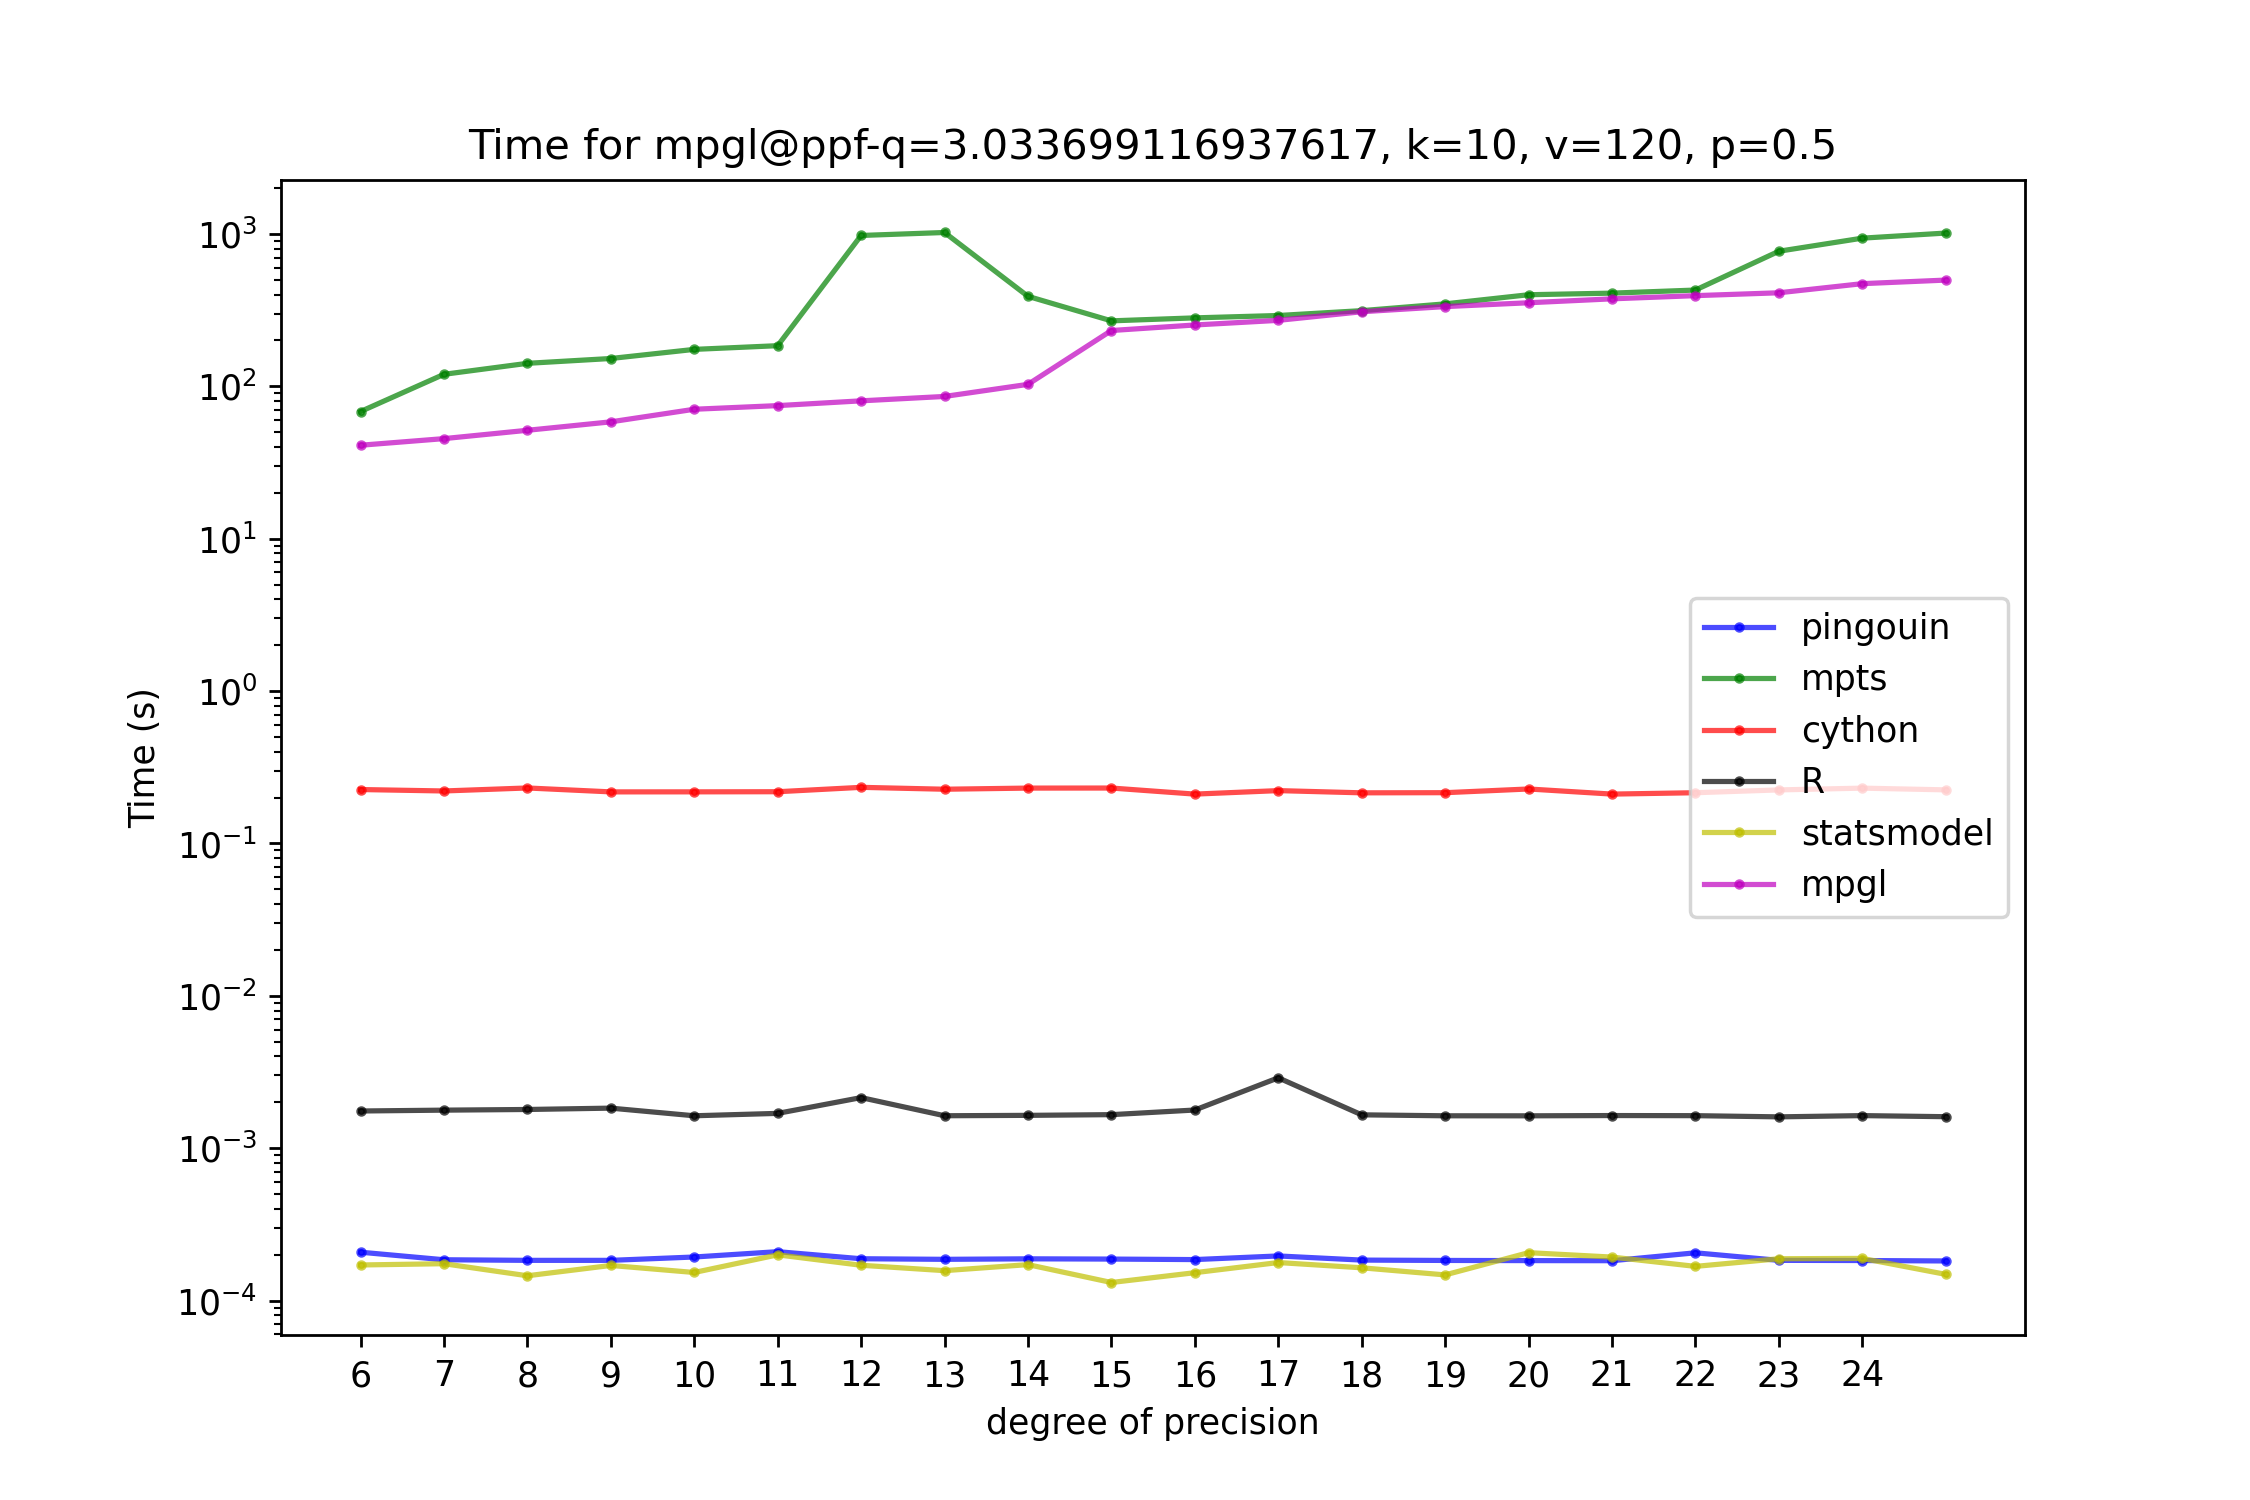 Time for mpgl@ppf-q=3.033699116937617, k=10, v=120, p=0.5
10³
10²
10¹
10⁰
10⁻¹
10⁻²
10⁻³
10⁻⁴
Time (s)
pingouin
mpts
cython
R
statsmodel
mpgl
6 7 8 9 10 11 12 13 14 15 16 17 18 19 20 21 22 23 24
degree of precision